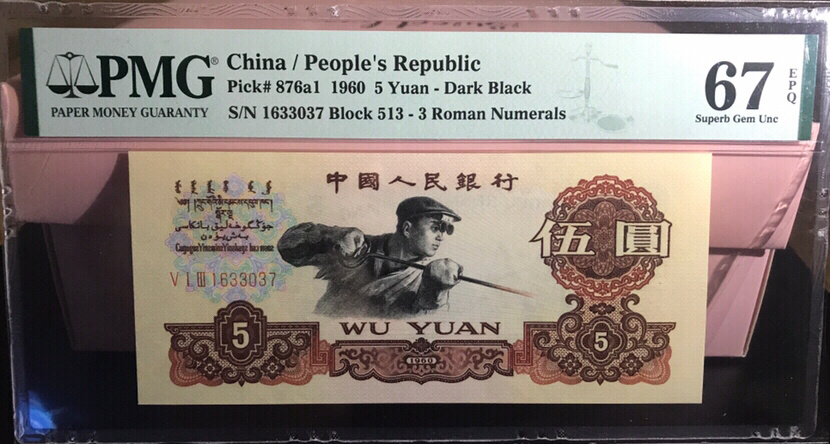 PMG®
PAPER MONEY GUARANTY
China / People's Republic
Pick# 876a1 1960 5 Yuan - Dark Black
S/N 1633037 Block 513 - 3 Roman Numerals
67 EPQ
Superb Gem Unc
中國人民銀行
伍圓
V I III 1633037
WU YUAN
5
1960
5